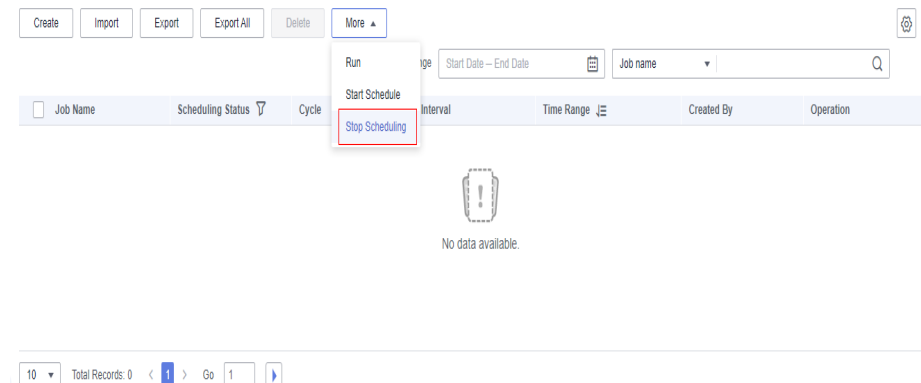 Create Import Export Export All Delete More
Run nge Start Date – End Date Job name
Start Schedule
Job Name Scheduling Status Cycle Interval Time Range Created By Operation
Stop Scheduling
!
No data available.
10 Total Records: 0 < 1 > Go 1